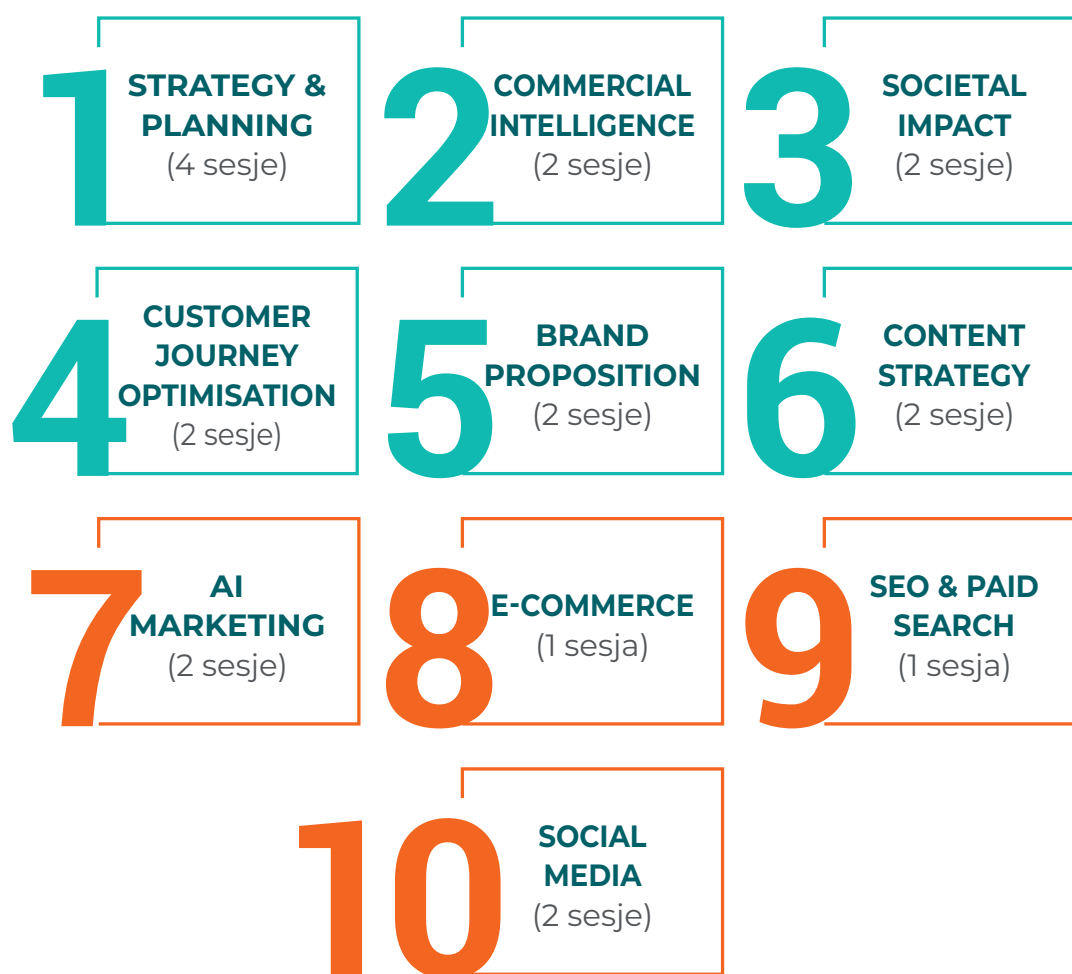 1
STRATEGY &
PLANNING
(4 sesje)
2
COMMERCIAL
INTELLIGENCE
(2 sesje)
3
SOCIETAL
IMPACT
(2 sesje)
4
CUSTOMER
JOURNEY
OPTIMISATION
(2 sesje)
5
BRAND
PROPOSITION
(2 sesje)
6
CONTENT
STRATEGY
(2 sesje)
7
AI
MARKETING
(2 sesje)
8
E-COMMERCE
(1 sesja)
9
SEO & PAID
SEARCH
(1 sesja)
10
SOCIAL
MEDIA
(2 sesje)